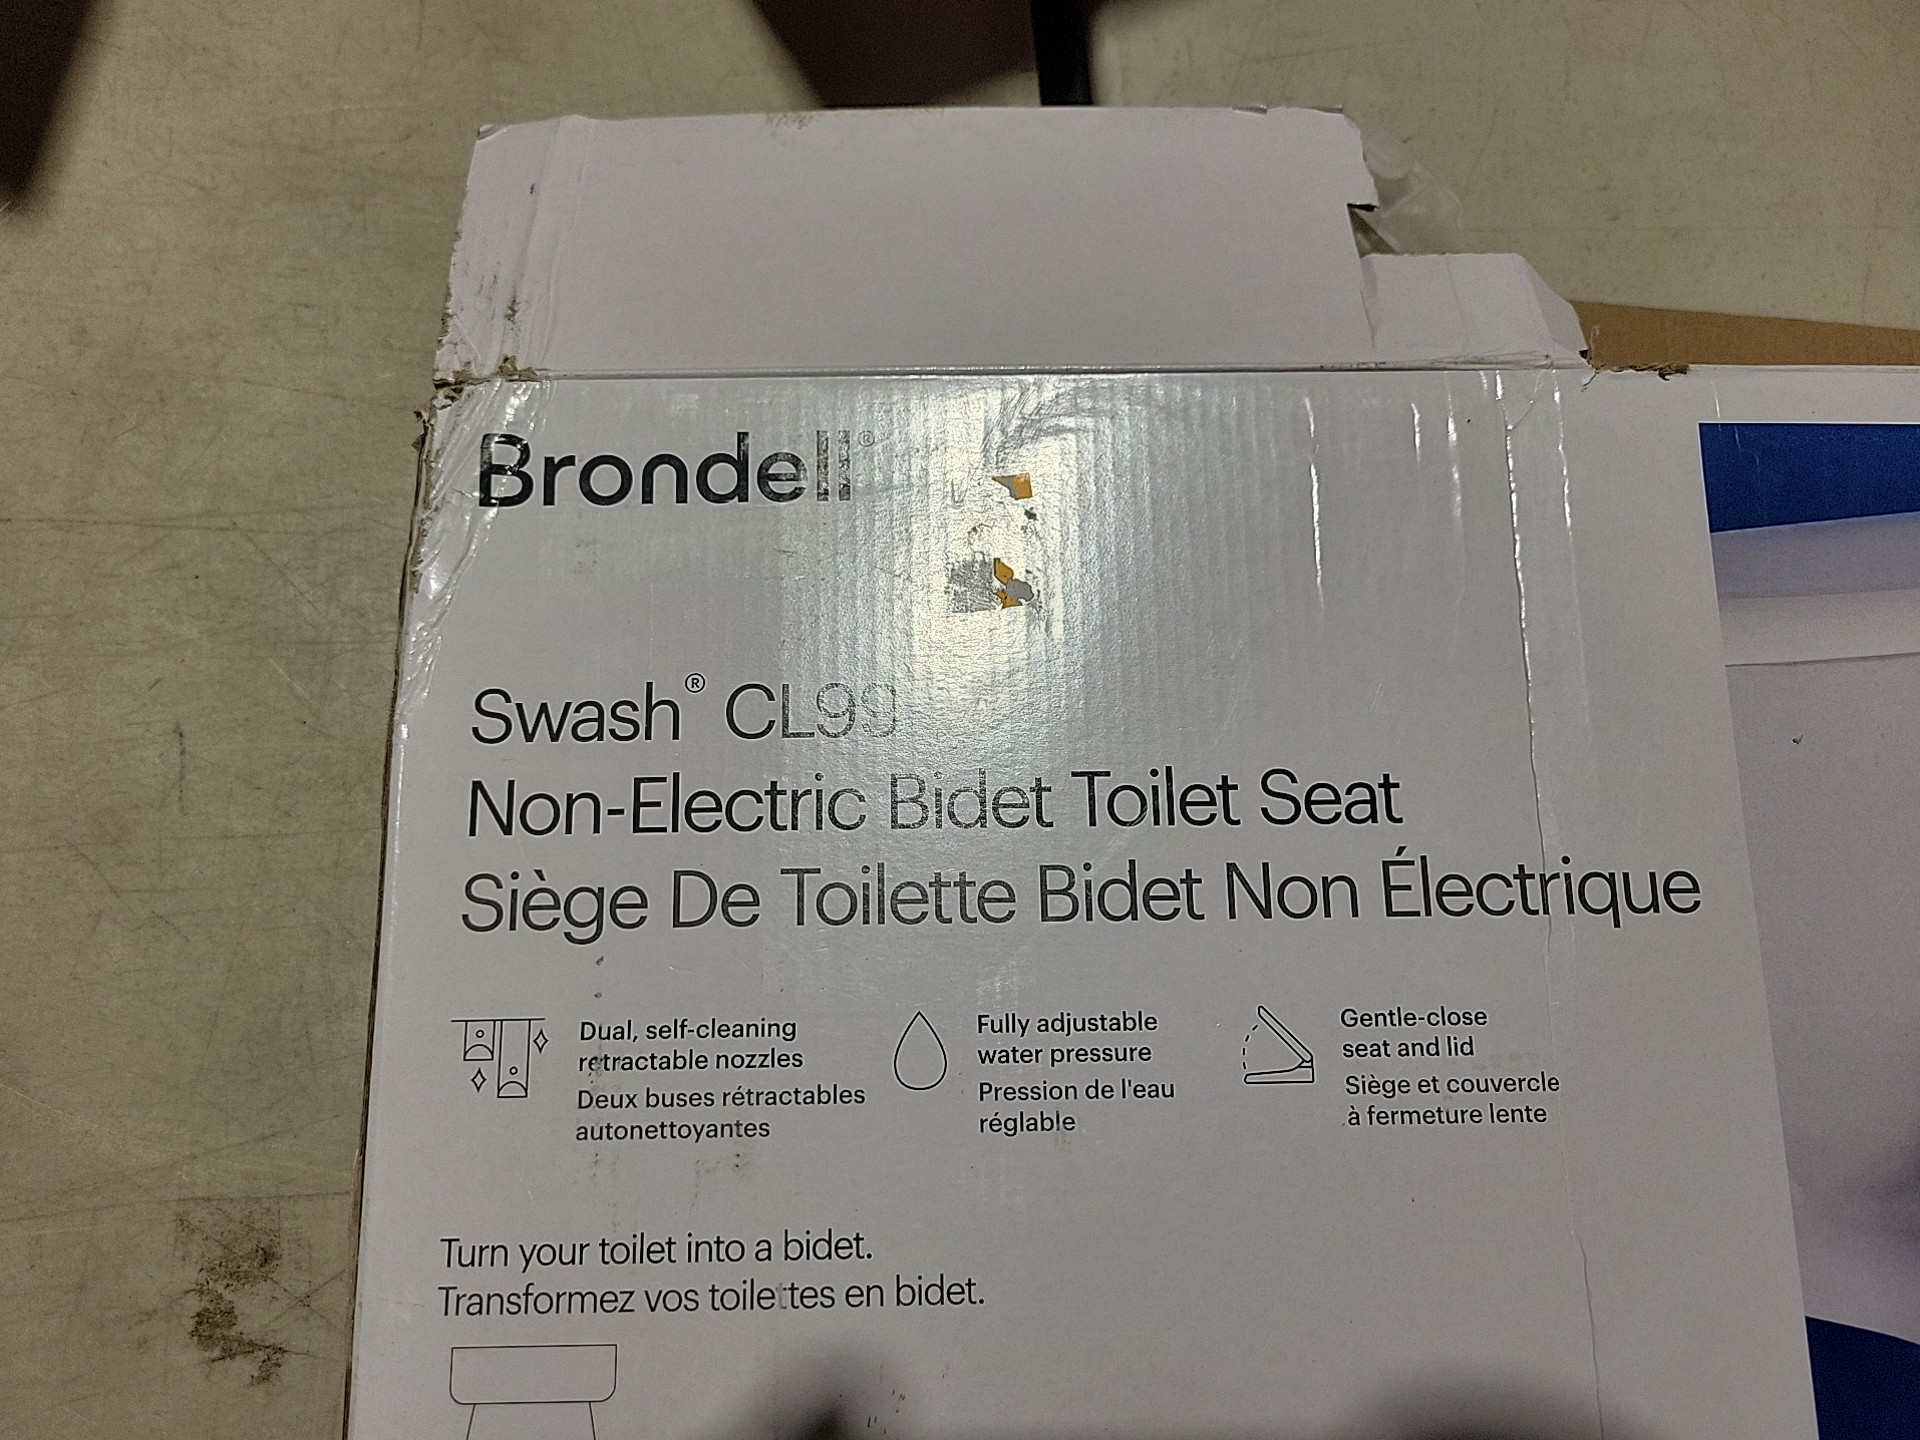 Brondell®
Swash® CL99
Non-Electric Bidet Toilet Seat
Siège De Toilette Bidet Non Électrique
Dual, self-cleaning
retractable nozzles
Deux buses rétractables
autonettoyantes
Fully adjustable
water pressure
Pression de l'eau
réglable
Gentle-close
seat and lid
Siège et couvercle
à fermeture lente
Turn your toilet into a bidet.
Transformez vos toilettes en bidet.